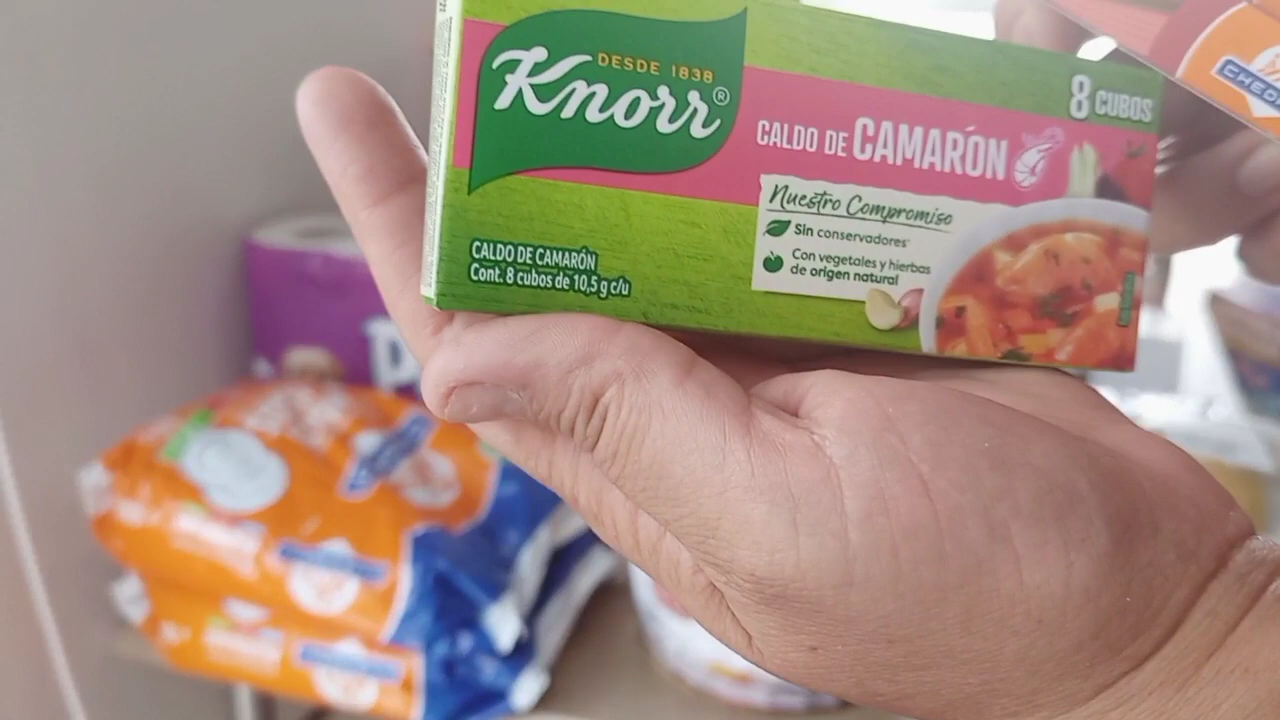 DESDE 1838
Knorr®
8 CUBOS
CALDO DE CAMARÓN
Nuestro Compromiso
Sin conservadores
Con vegetales y hierbas
de origen natural
CALDO DE CAMARÓN
Cont. 8 cubos de 10,5 g c/u